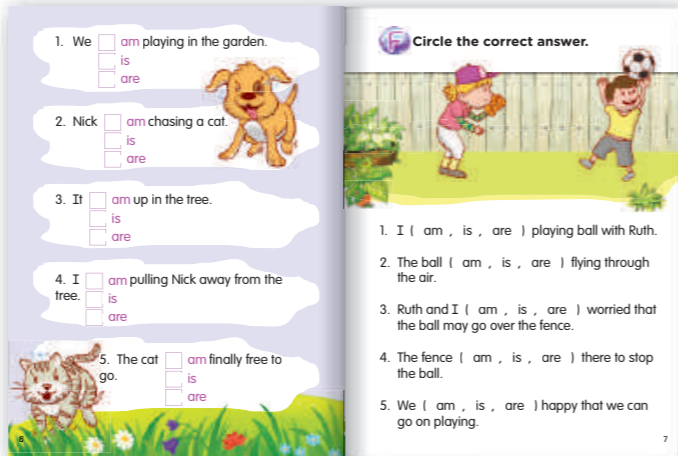 1. We am playing in the garden.
is
are
2. Nick am chasing a cat.
is
are
3. It am up in the tree.
is
are
4. I am pulling Nick away from the
tree. is
are
5. The cat am finally free to
go. is
are
6
F Circle the correct answer.
1. I ( am , is , are ) playing ball with Ruth.
2. The ball ( am , is , are ) flying through
the air.
3. Ruth and I ( am , is , are ) worried that
the ball may go over the fence.
4. The fence ( am , is , are ) there to stop
the ball.
5. We ( am , is , are ) happy that we can
go on playing.
7